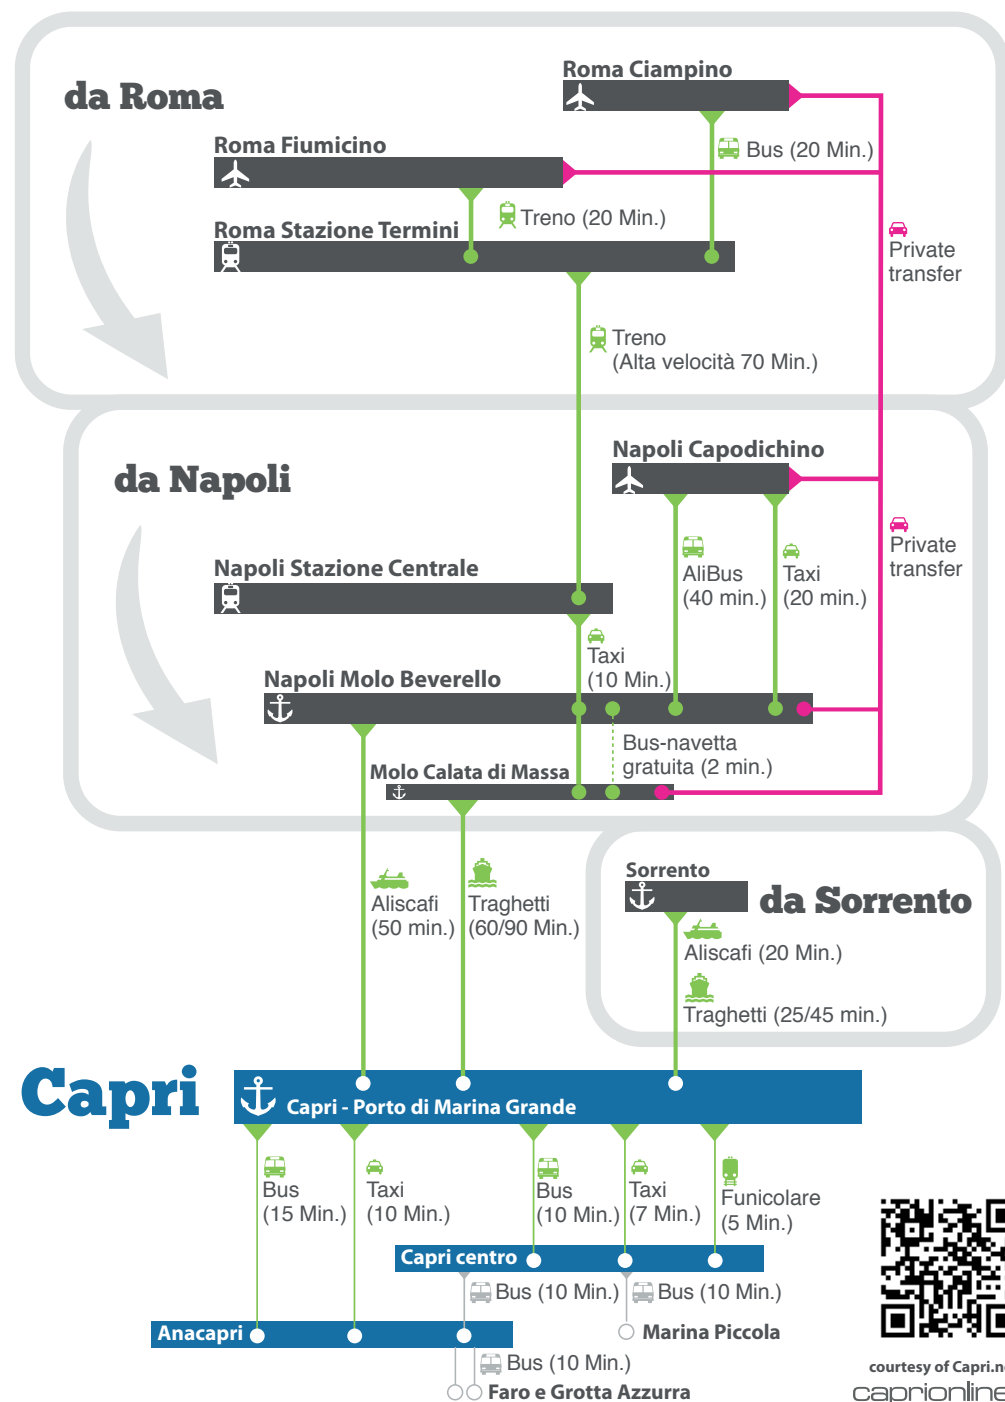 da Roma
Roma Ciampino
Bus (20 Min.)
Roma Fiumicino
Treno (20 Min.)
Roma Stazione Termini
Private
transfer
Treno
(Alta velocità 70 Min.)
da Napoli
Napoli Capodichino
Private
transfer
AliBus
(40 min.)
Taxi
(20 min.)
Napoli Stazione Centrale
Taxi
(10 Min.)
Napoli Molo Beverello
Bus-navetta
gratuita (2 min.)
Molo Calata di Massa
Aliscafi
(50 min.)
Traghetti
(60/90 Min.)
Sorrento
da Sorrento
Aliscafi (20 Min.)
Traghetti (25/45 min.)
Capri
Capri - Porto di Marina Grande
Bus
(15 Min.)
Taxi
(10 Min.)
Bus
(10 Min.)
Taxi
(7 Min.)
Funicolare
(5 Min.)
Capri centro
Bus (10 Min.)
Bus (10 Min.)
Anacapri
Marina Piccola
Bus (10 Min.)
Faro e Grotta Azzurra
courtesy of Capri.ne
caprionline